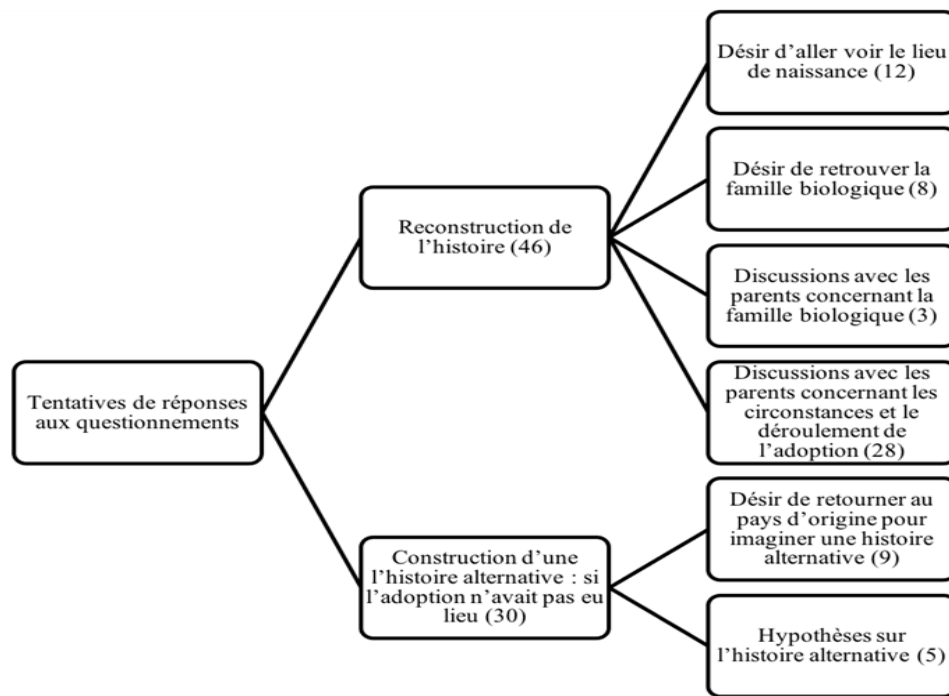 Tentatives de réponses
aux questionnements
Reconstruction de
l'histoire (46)
Désir d'aller voir le lieu
de naissance (12)
Désir de retrouver la
famille biologique (8)
Discussions avec les
parents concernant la
famille biologique (3)
Discussions avec les
parents concernant les
circonstances et le
déroulement de
l'adoption (28)
Construction d'une
l'histoire alternative : si
l'adoption n'avait pas eu
lieu (30)
Désir de retourner au
pays d'origine pour
imaginer une histoire
alternative (9)
Hypothèses sur
l'histoire alternative (5)